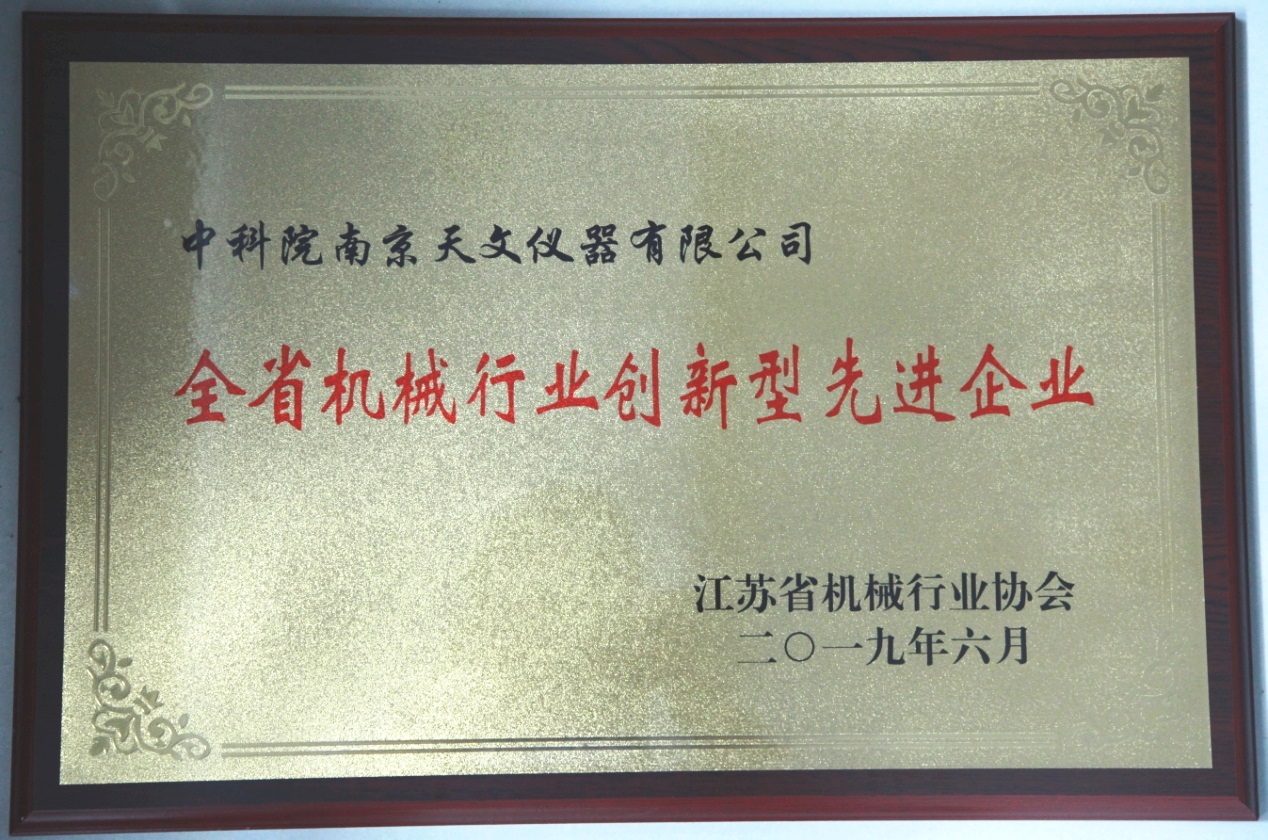 中科院南京天文仪器有限公司
全省机械行业创新型先进企业
江苏省机械行业协会
二〇一九年六月